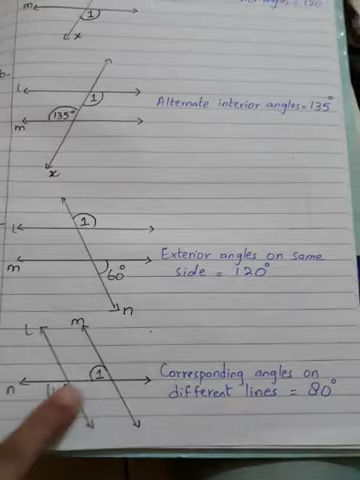 m
1
x
b-
l
1
135°
m
Alternate interior angles = 135°
x
1
l
m
60°
Exterior angles on same
side = 120°
n
L
m
1
n
Corresponding angles on
different lines = 80°